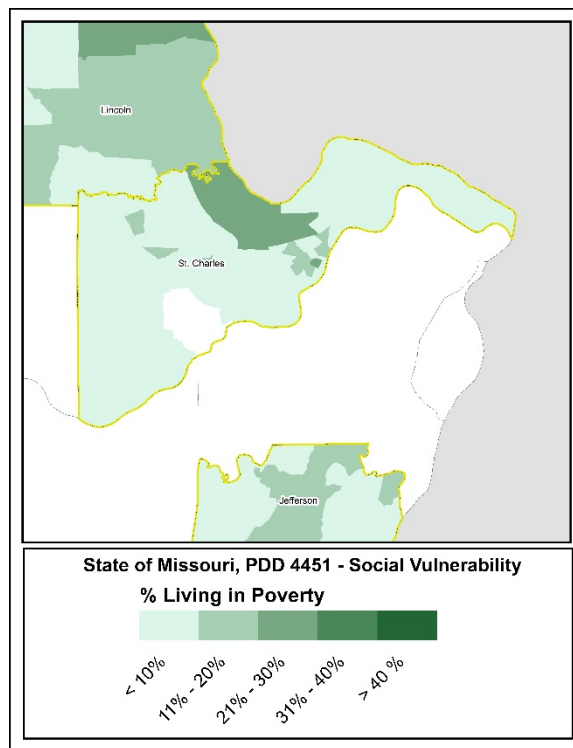 Lincoln
St. Charles
Jefferson
State of Missouri, PDD 4451 - Social Vulnerability
% Living in Poverty
< 10%
11% - 20%
21% - 30%
31% - 40%
> 40 %